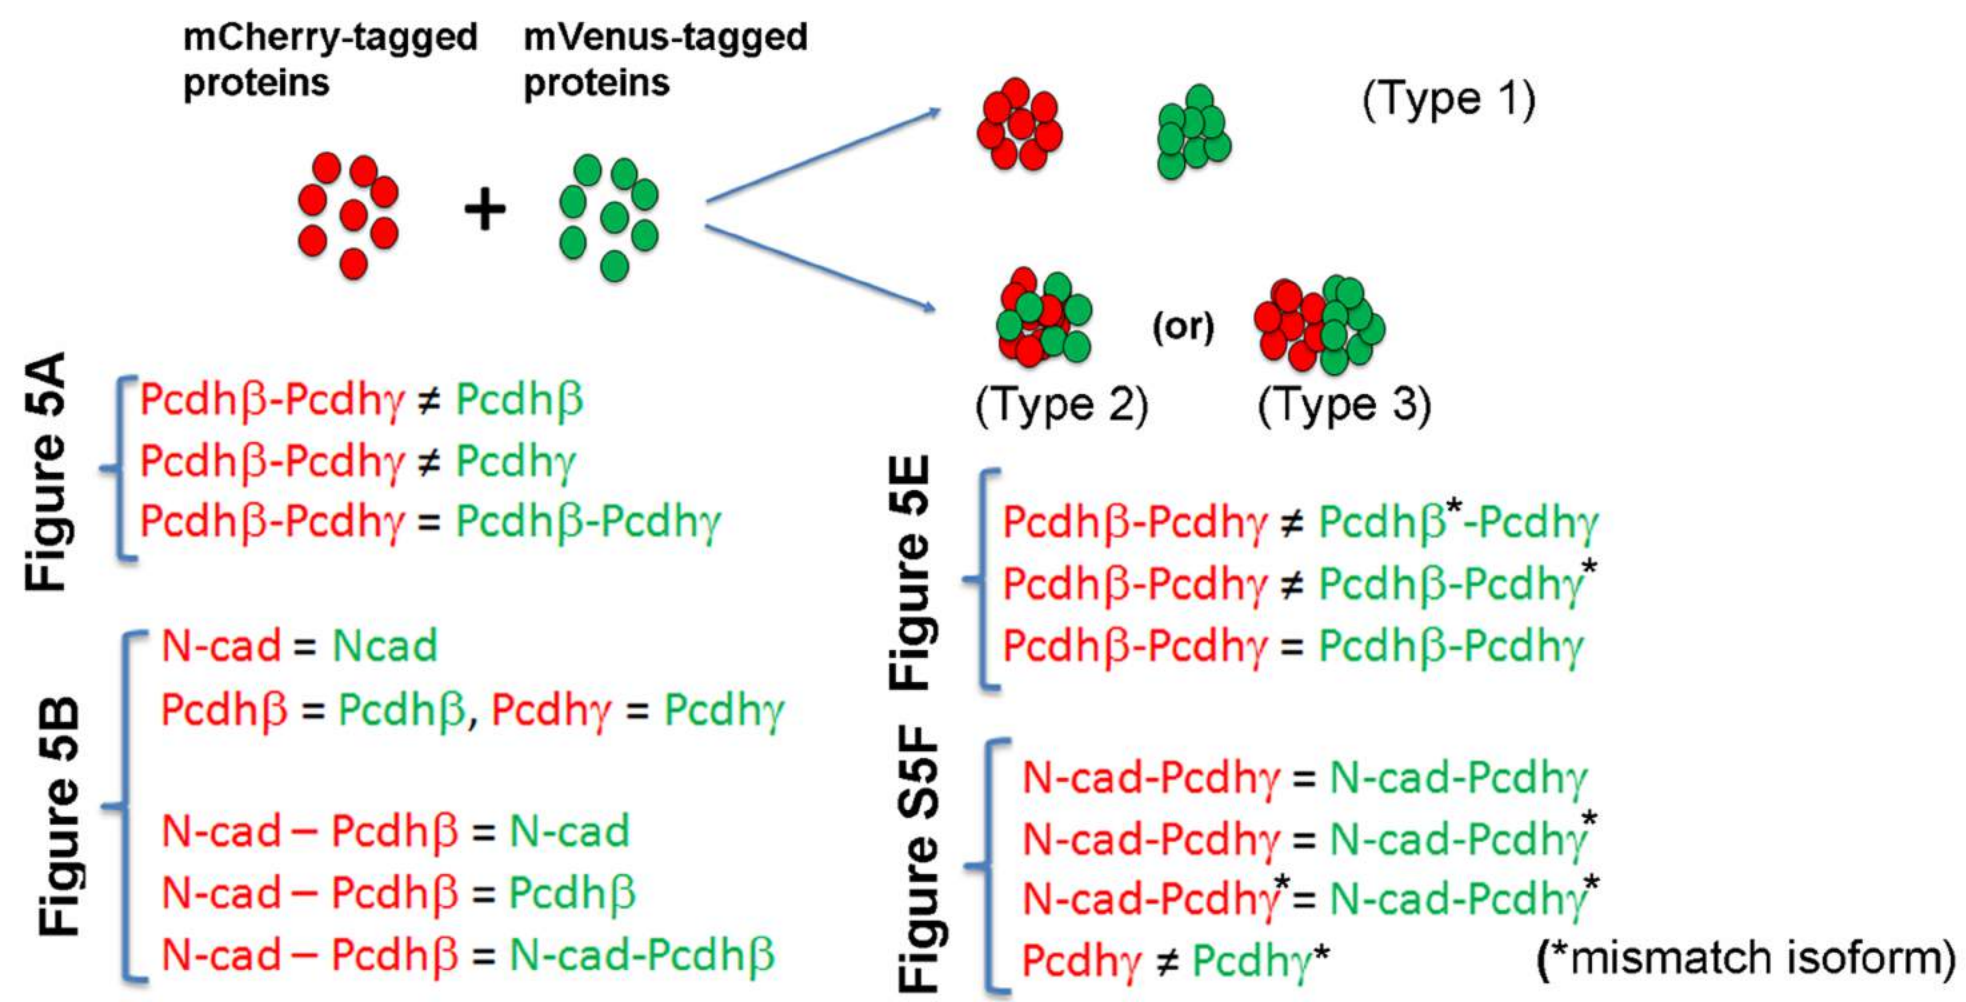 mCherry-tagged
proteins
mVenus-tagged
proteins
+
(Type 1)
(or)
(Type 2)
(Type 3)
Figure 5A
Pcdhβ-Pcdhγ ≠ Pcdhβ
Pcdhβ-Pcdhγ ≠ Pcdhγ
Pcdhβ-Pcdhγ = Pcdhβ-Pcdhγ
Figure 5B
N-cad = Ncad
Pcdhβ = Pcdhβ, Pcdhγ = Pcdhγ
N-cad – Pcdhβ = N-cad
N-cad – Pcdhβ = Pcdhβ
N-cad – Pcdhβ = N-cad-Pcdhβ
Figure 5E
Pcdhβ-Pcdhγ ≠ Pcdhβ*-Pcdhγ
Pcdhβ-Pcdhγ ≠ Pcdhβ-Pcdhγ*
Pcdhβ-Pcdhγ = Pcdhβ-Pcdhγ
Figure S5F
N-cad-Pcdhγ = N-cad-Pcdhγ
N-cad-Pcdhγ = N-cad-Pcdhγ*
N-cad-Pcdhγ* = N-cad-Pcdhγ*
Pcdhγ ≠ Pcdhγ*
(*mismatch isoform)